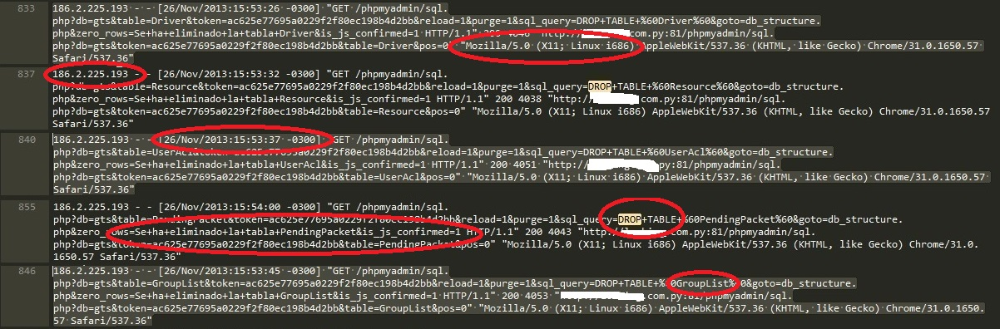 833 186.2.225.193 - - [26/Nov/2013:15:53:26 -0300] "GET /phpmyadmin/sql.
php?db=gts&table=Driver&token=ac625e77695a0229f2f80ec198b4d2bb&reload=1&purge=1&sql_query=DROP+TABLE+%60Driver%60&goto=db_structure.
php&zero_rows=Se+ha+eliminado+la+tabla+Driver&is_js_confirmed=1 HTTP/1.1" 200 4046 "http:// com.py:81/phpmyadmin/sql.
php?db=gts&token=ac625e77695a0229f2f80ec198b4d2bb&table=Driver&pos=0" "Mozilla/5.0 (X11; Linux i686) AppleWebKit/537.36 (KHTML, like Gecko) Chrome/31.0.1650.57
Safari/537.36"
837 186.2.225.193 - - [26/Nov/2013:15:53:32 -0300] "GET /phpmyadmin/sql.
php?db=gts&table=Resource&token=ac625e77695a0229f2f80ec198b4d2bb&reload=1&purge=1&sql_query=DROP+TABLE+%60Resource%60&goto=db_structure.
php&zero_rows=Se+ha+eliminado+la+tabla+Resource&is_js_confirmed=1 HTTP/1.1" 200 4038 "http:// com.py:81/phpmyadmin/sql.
php?db=gts&token=ac625e77695a0229f2f80ec198b4d2bb&table=Resource&pos=0" "Mozilla/5.0 (X11; Linux i686) AppleWebKit/537.36 (KHTML, like Gecko) Chrome/31.0.1650.57
Safari/537.36"
840 186.2.225.193 - - [26/Nov/2013:15:53:37 -0300] "GET /phpmyadmin/sql.
php?db=gts&table=UserAcl&token=ac625e77695a0229f2f80ec198b4d2bb&reload=1&purge=1&sql_query=DROP+TABLE+%60UserAcl%60&goto=db_structure.
php&zero_rows=Se+ha+eliminado+la+tabla+UserAcl&is_js_confirmed=1 HTTP/1.1" 200 4051 "http:// py:81/phpmyadmin/sql.
php?db=gts&token=ac625e77695a0229f2f80ec198b4d2bb&table=UserAcl&pos=0" "Mozilla/5.0 (X11; Linux i686) AppleWebKit/537.36 (KHTML, like Gecko) Chrome/31.0.1650.57
Safari/537.36"
855 186.2.225.193 - - [26/Nov/2013:15:54:00 -0300] "GET /phpmyadmin/sql.
php?db=gts&table=PendingPacket&token=ac625e77695a0229f2f80ec198b4d2bb&reload=1&purge=1&sql_query=DROP+TABLE+%60PendingPacket%60&goto=db_structure.
php&zero_rows=Se+ha+eliminado+la+tabla+PendingPacket&is_js_confirmed=1 HTTP/1.1" 200 4043 "http:// com.py:81/phpmyadmin/sql.
php?db=gts&token=ac625e77695a0229f2f80ec198b4d2bb&table=PendingPacket&pos=0" "Mozilla/5.0 (X11; Linux i686) AppleWebKit/537.36 (KHTML, like Gecko) Chrome/31.0.
1650.57 Safari/537.36"
846 186.2.225.193 - - [26/Nov/2013:15:53:45 -0300] "GET /phpmyadmin/sql.
php?db=gts&table=GroupList&token=ac625e77695a0229f2f80ec198b4d2bb&reload=1&purge=1&sql_query=DROP+TABLE+%60GroupList%60&goto=db_structure.
php&zero_rows=Se+ha+eliminado+la+tabla+GroupList&is_js_confirmed=1 HTTP/1.1" 200 4053 " .com.py:81/phpmyadmin/sql.
php?db=gts&token=ac625e77695a0229f2f80ec198b4d2bb&table=GroupList&pos=0" "Mozilla/5.0 (X11; Linux i686) AppleWebKit/537.36 (KHTML, like Gecko) Chrome/31.0.1650.
57 Safari/537.36"